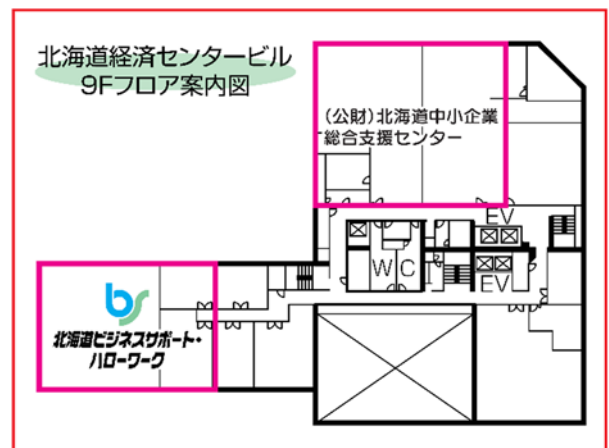 北海道経済センタービル
9Fフロア案内図
(公財)北海道中小企業
総合支援センター
EV
WC
EV
bs
北海道ビジネスサポート・
ハローワーク